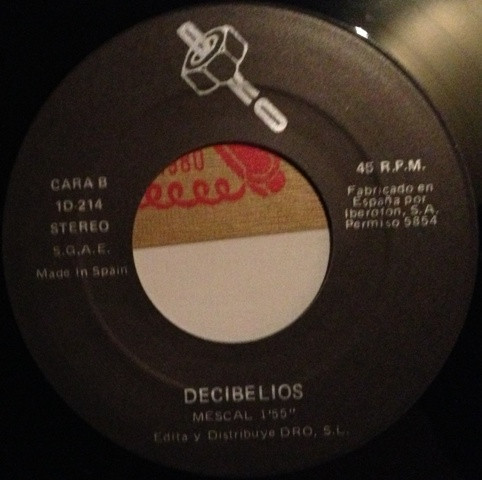 CARA B
1D-214
STEREO
S.G.A.E.
Made in Spain
45 R.P.M.
Fabricado en
España por
Iberofon, S.A.
Permiso 5854
DECIBELIOS
MESCAL 1'55"
Edita y Distribuye DRO, S.L.